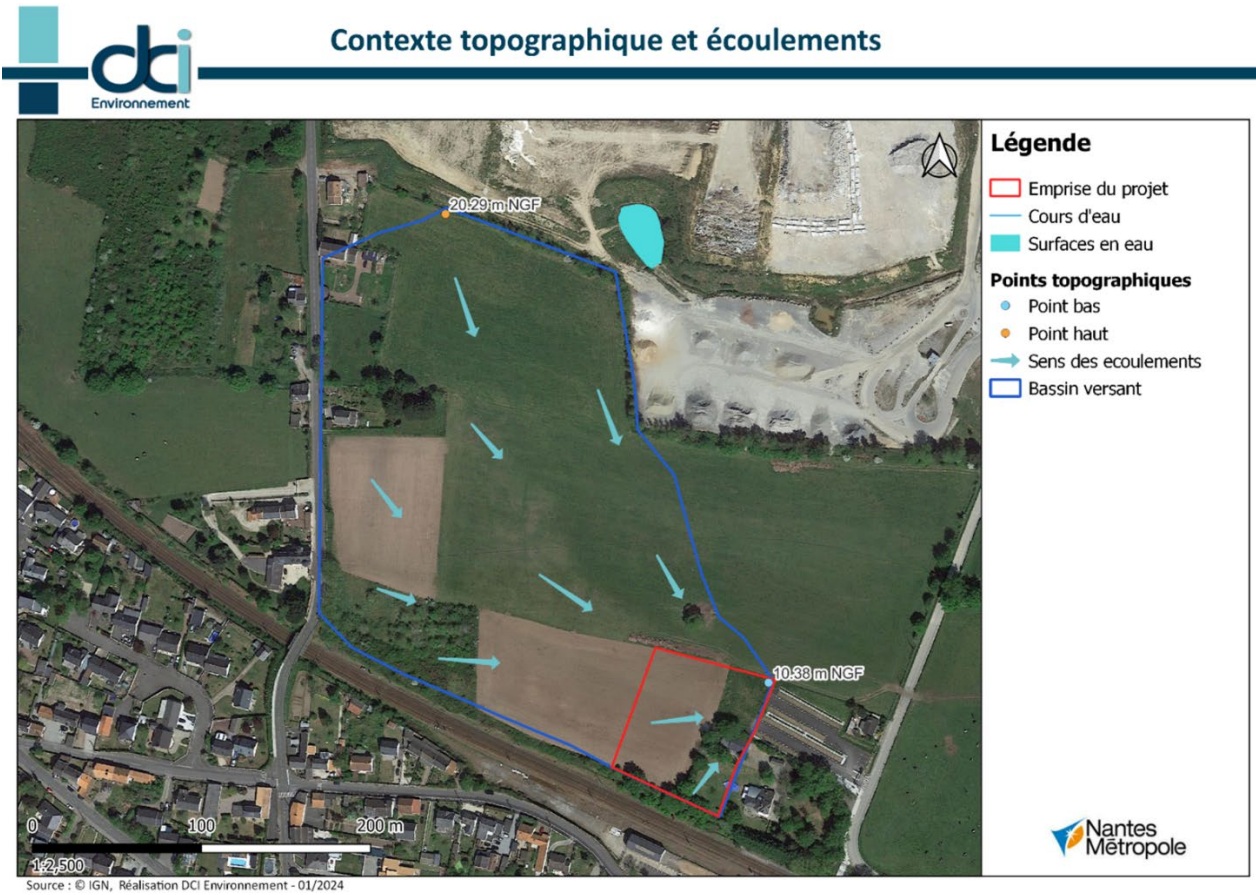 Contexte topographique et écoulements
dci
Environnement
20.29 m NGF
10.38 m NGF
0
100
200 m
1:2,500
Légende
Emprise du projet
Cours d'eau
Surfaces en eau
Points topographiques
Point bas
Point haut
Sens des ecoulements
Bassin versant
Nantes
Métropole
Source : © IGN, Réalisation DCI Environnement - 01/2024